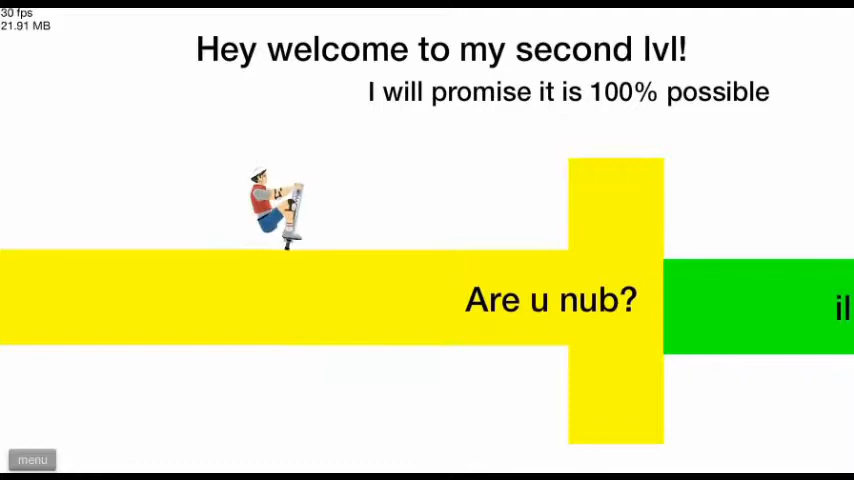 30 fps
21.91 MB
Hey welcome to my second lvl!
I will promise it is 100% possible
Are u nub?
il
menu